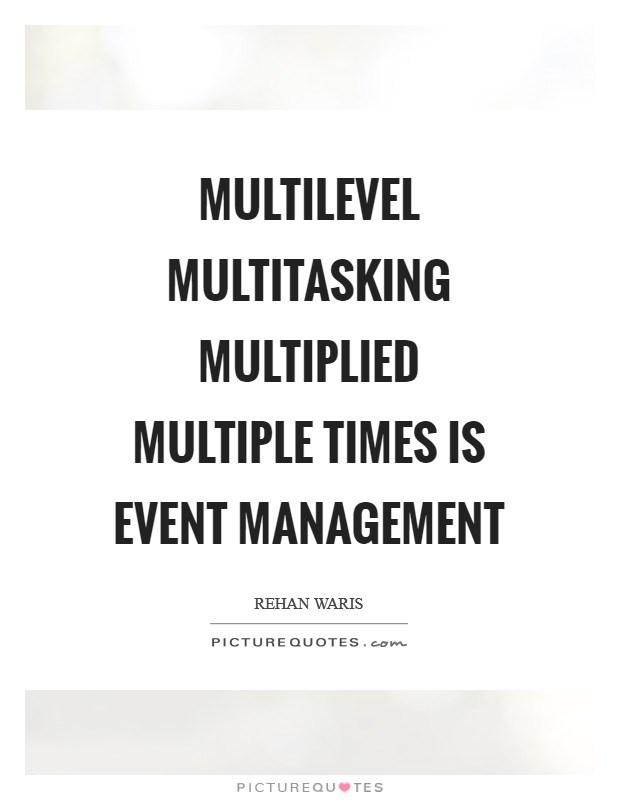 MULTILEVEL
MULTITASKING
MULTIPLIED
MULTIPLE TIMES IS
EVENT MANAGEMENT
REHAN WARIS
PICTUREQUOTES.com
PICTUREQUOTES